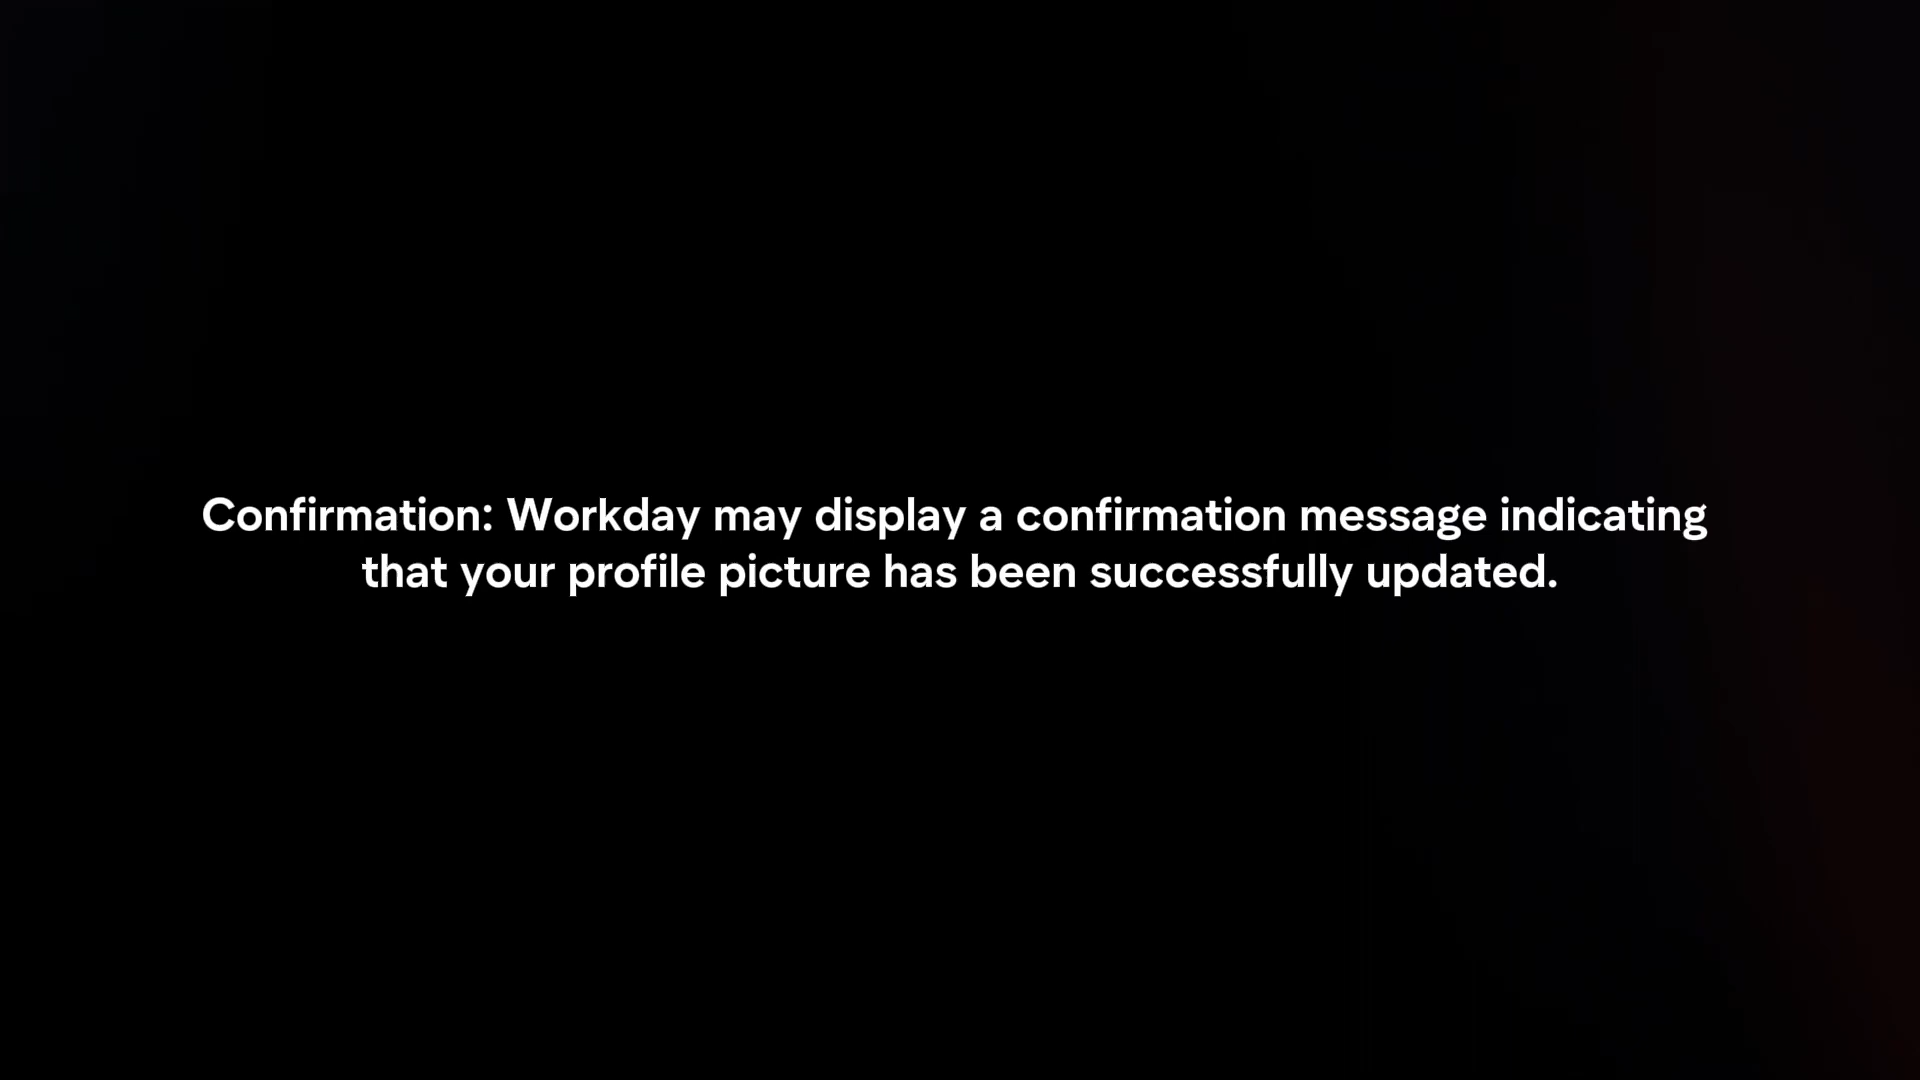 Confirmation: Workday may display a confirmation message indicating
that your profile picture has been successfully updated.